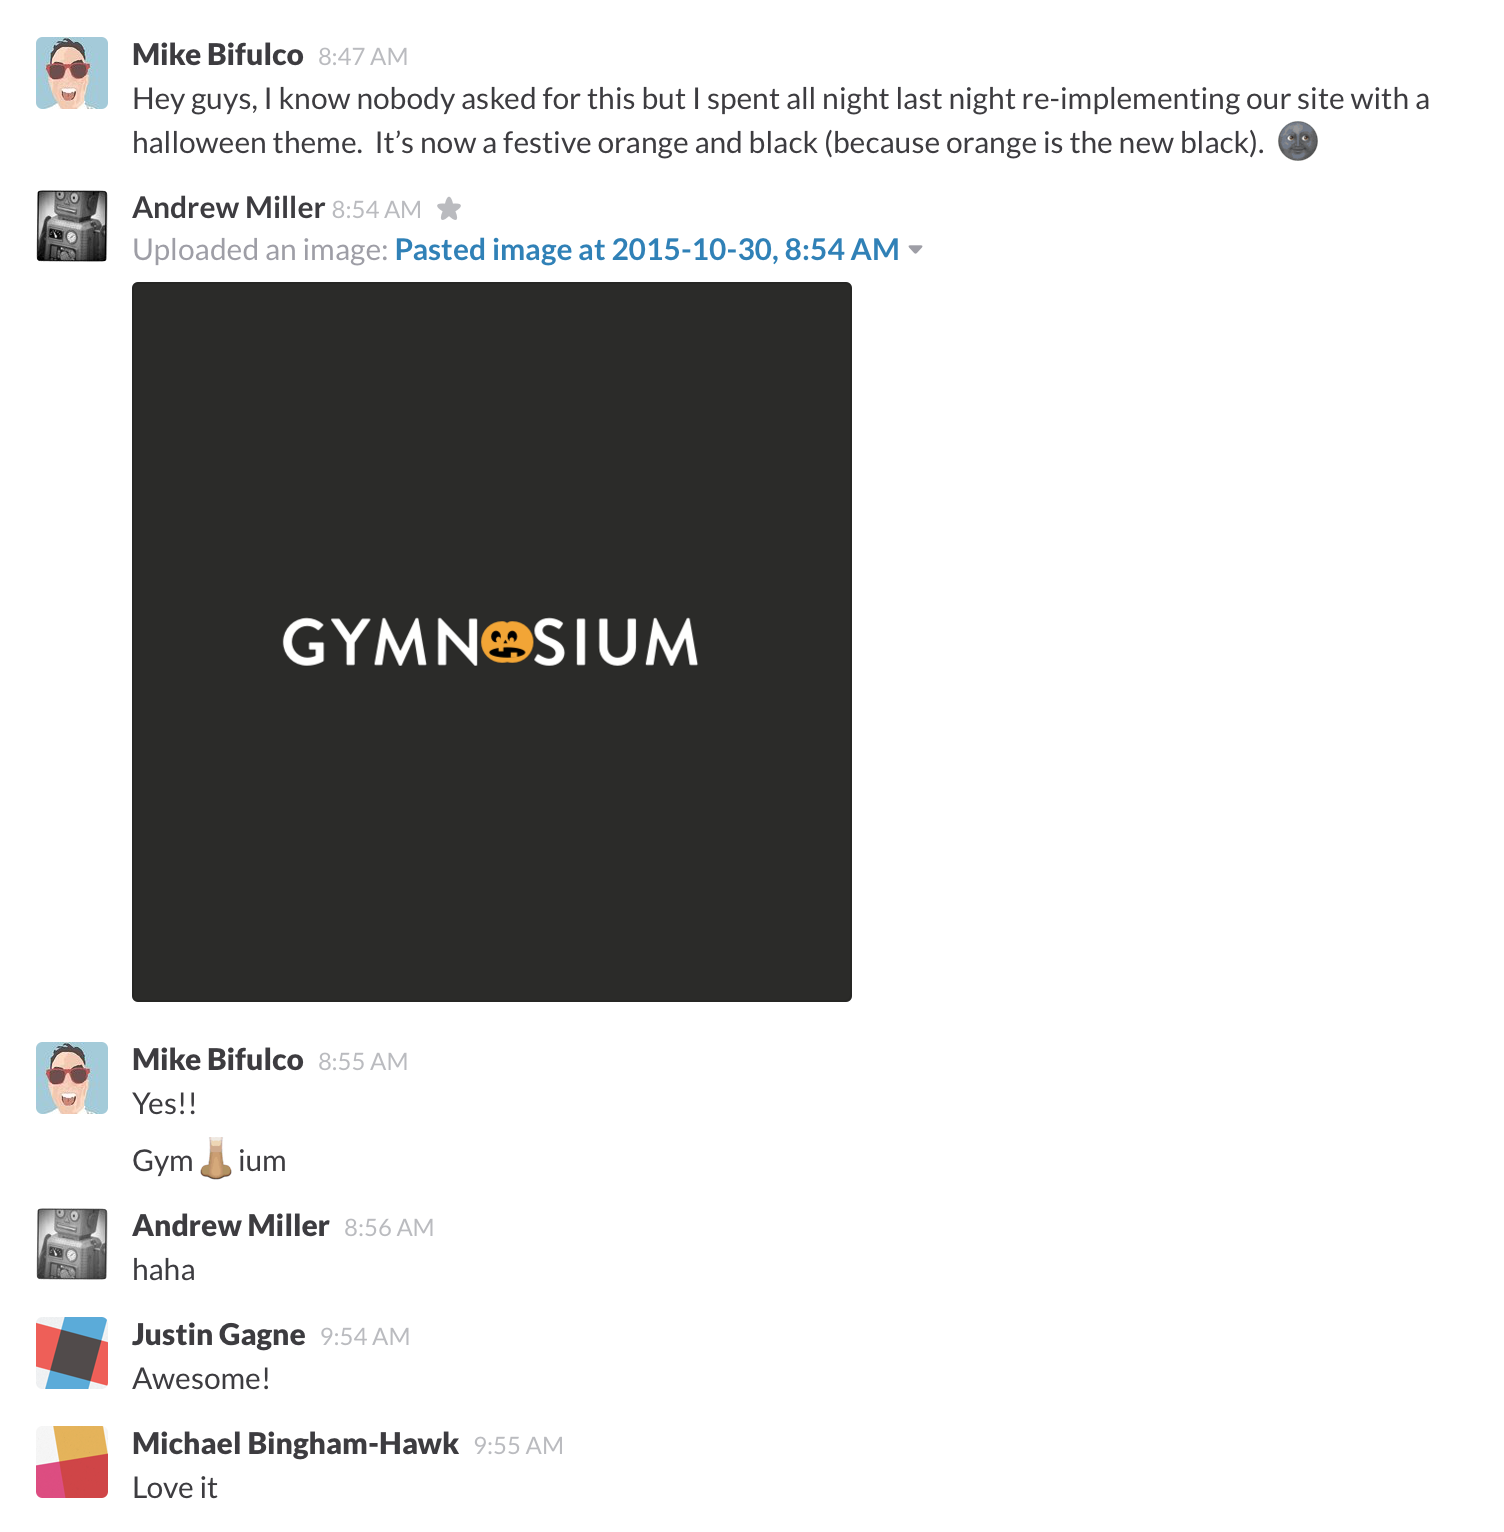 Mike Bifulco 8:47 AM
Hey guys, I know nobody asked for this but I spent all night last night re-implementing our site with a
halloween theme.  It’s now a festive orange and black (because orange is the new black). 🌚
Andrew Miller 8:54 AM ★
Uploaded an image: Pasted image at 2015-10-30, 8:54 AM
GYMN🎃SIUM
Mike Bifulco 8:55 AM
Yes!!
Gym👃ium
Andrew Miller 8:56 AM
haha
Justin Gagne 9:54 AM
Awesome!
Michael Bingham-Hawk 9:55 AM
Love it